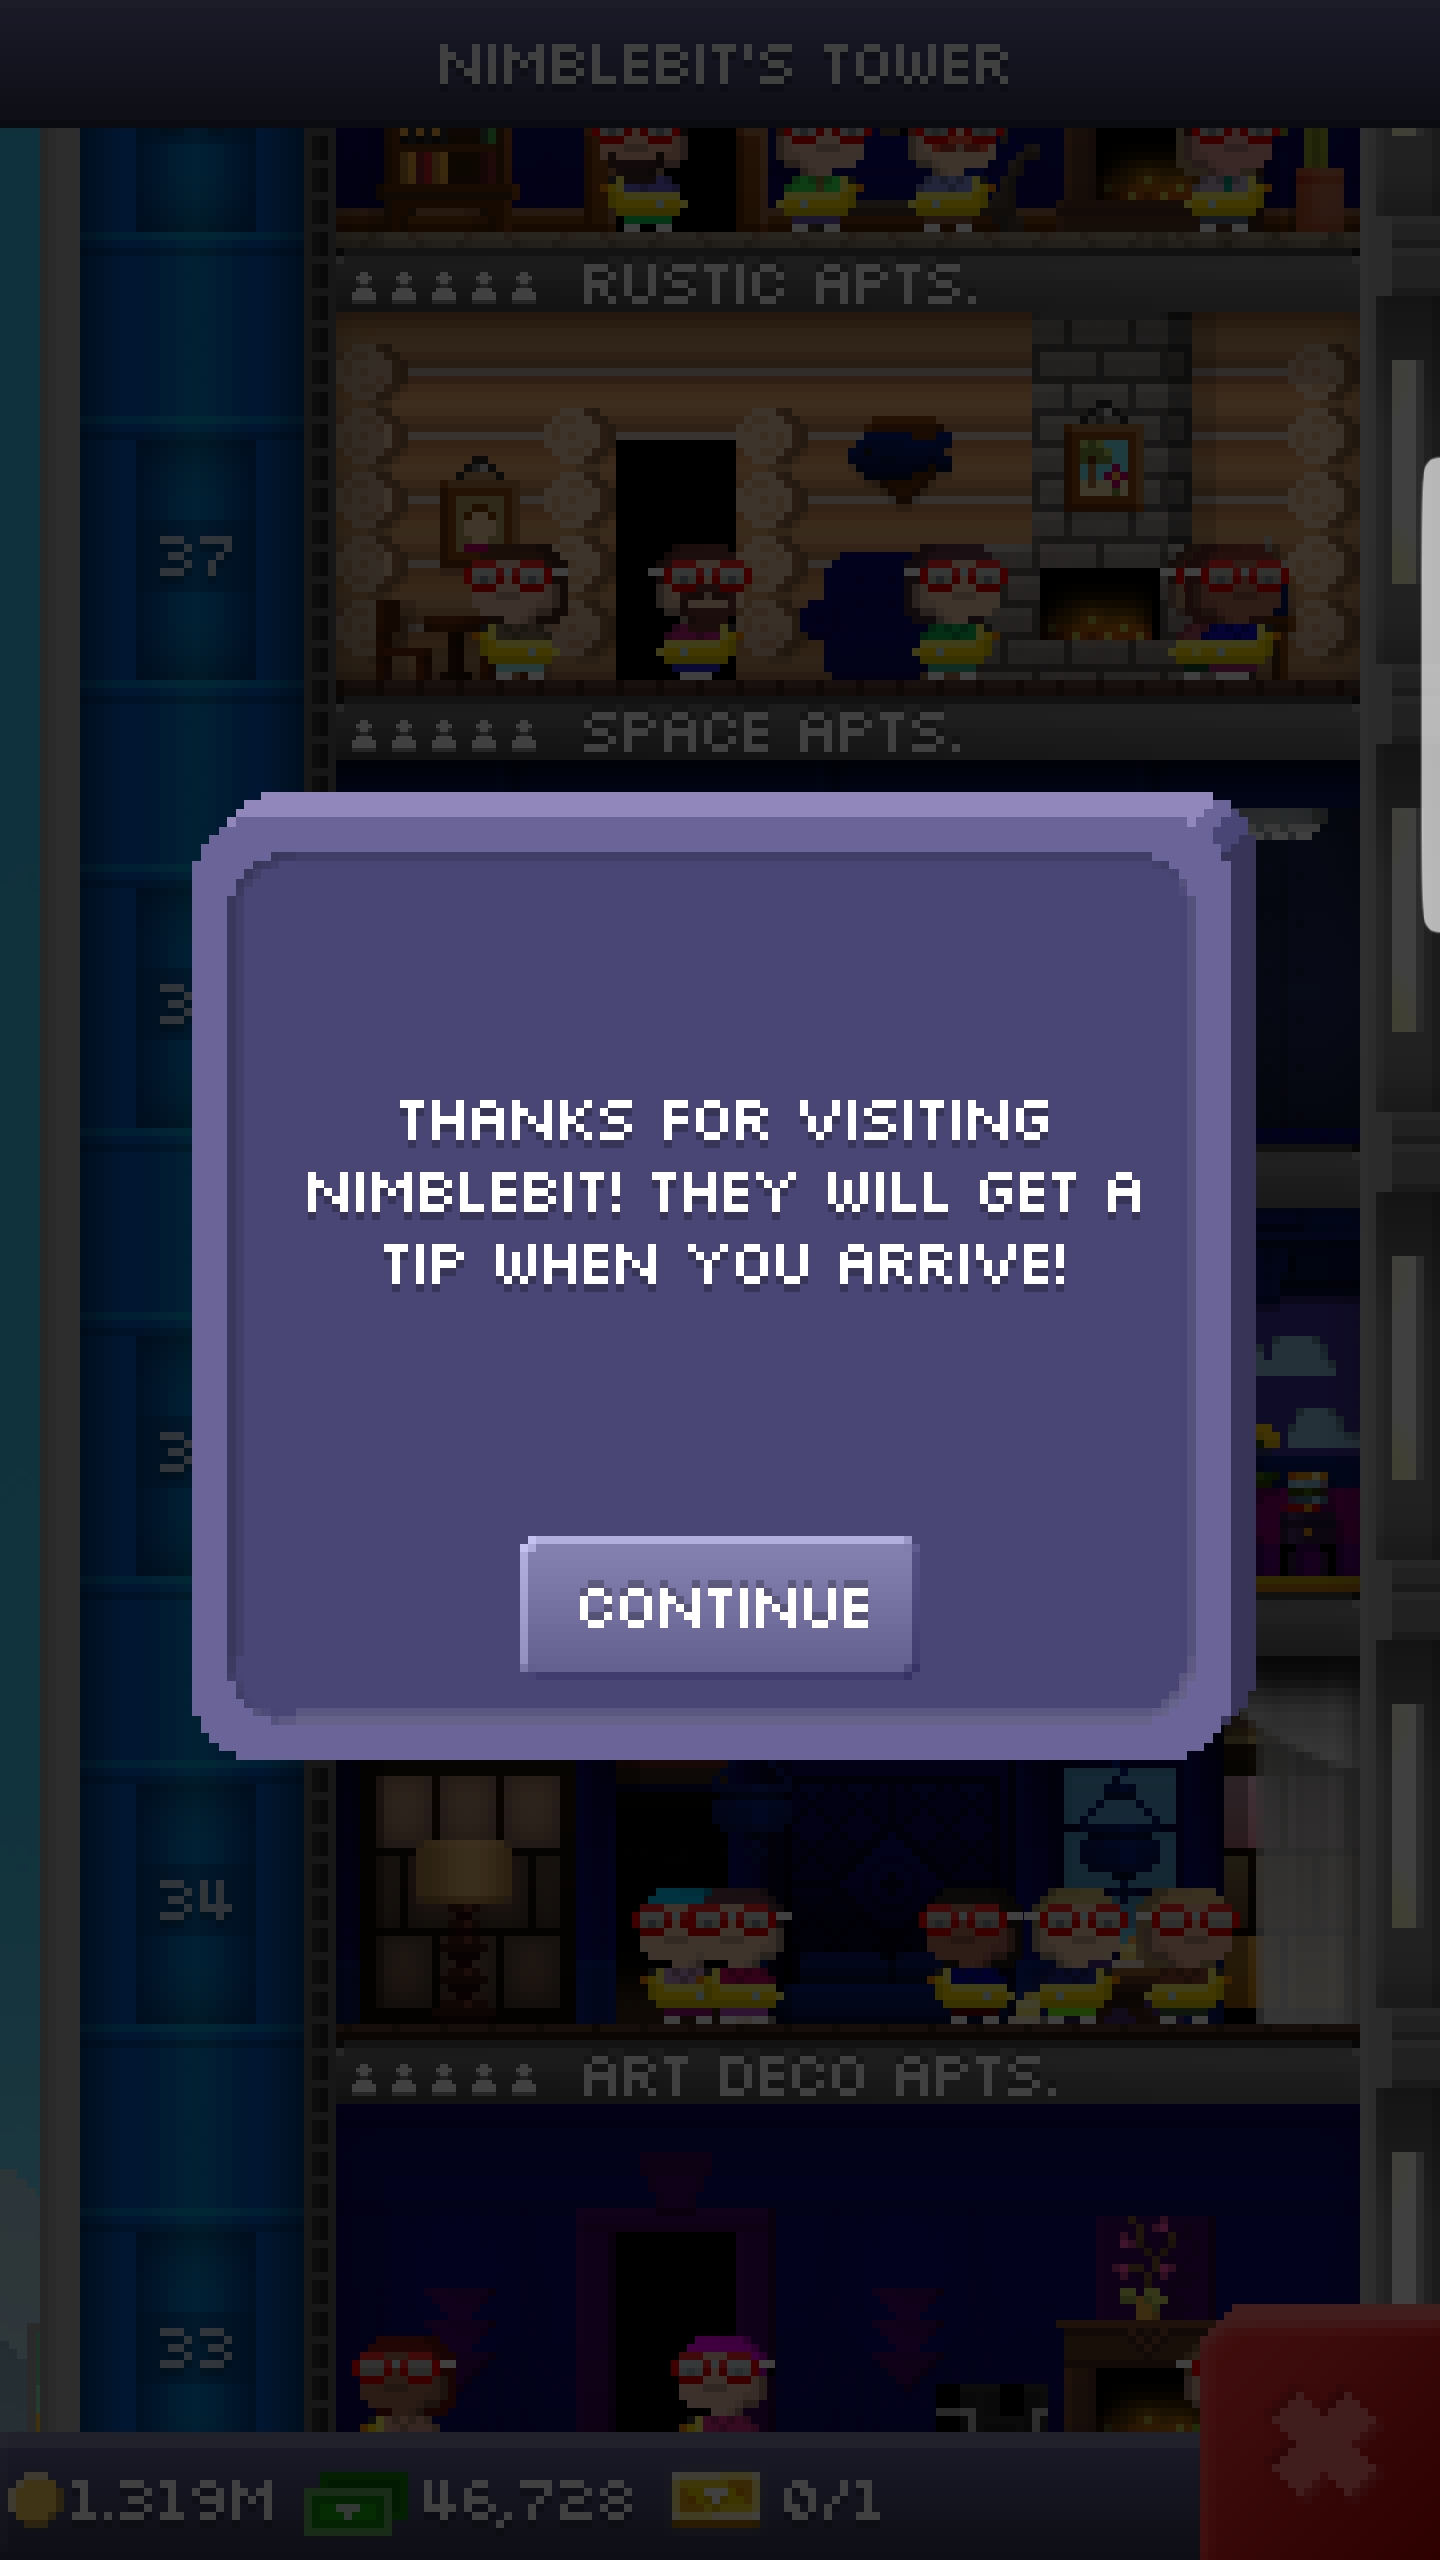 NIMBLEBIT'S TOWER
RUSTIC APTS.
37
SPACE APTS.
THANKS FOR VISITING
NIMBLEBIT! THEY WILL GET A
TIP WHEN YOU ARRIVE!
CONTINUE
34
ART DECO APTS.
33
1.319M 46,728 0/1